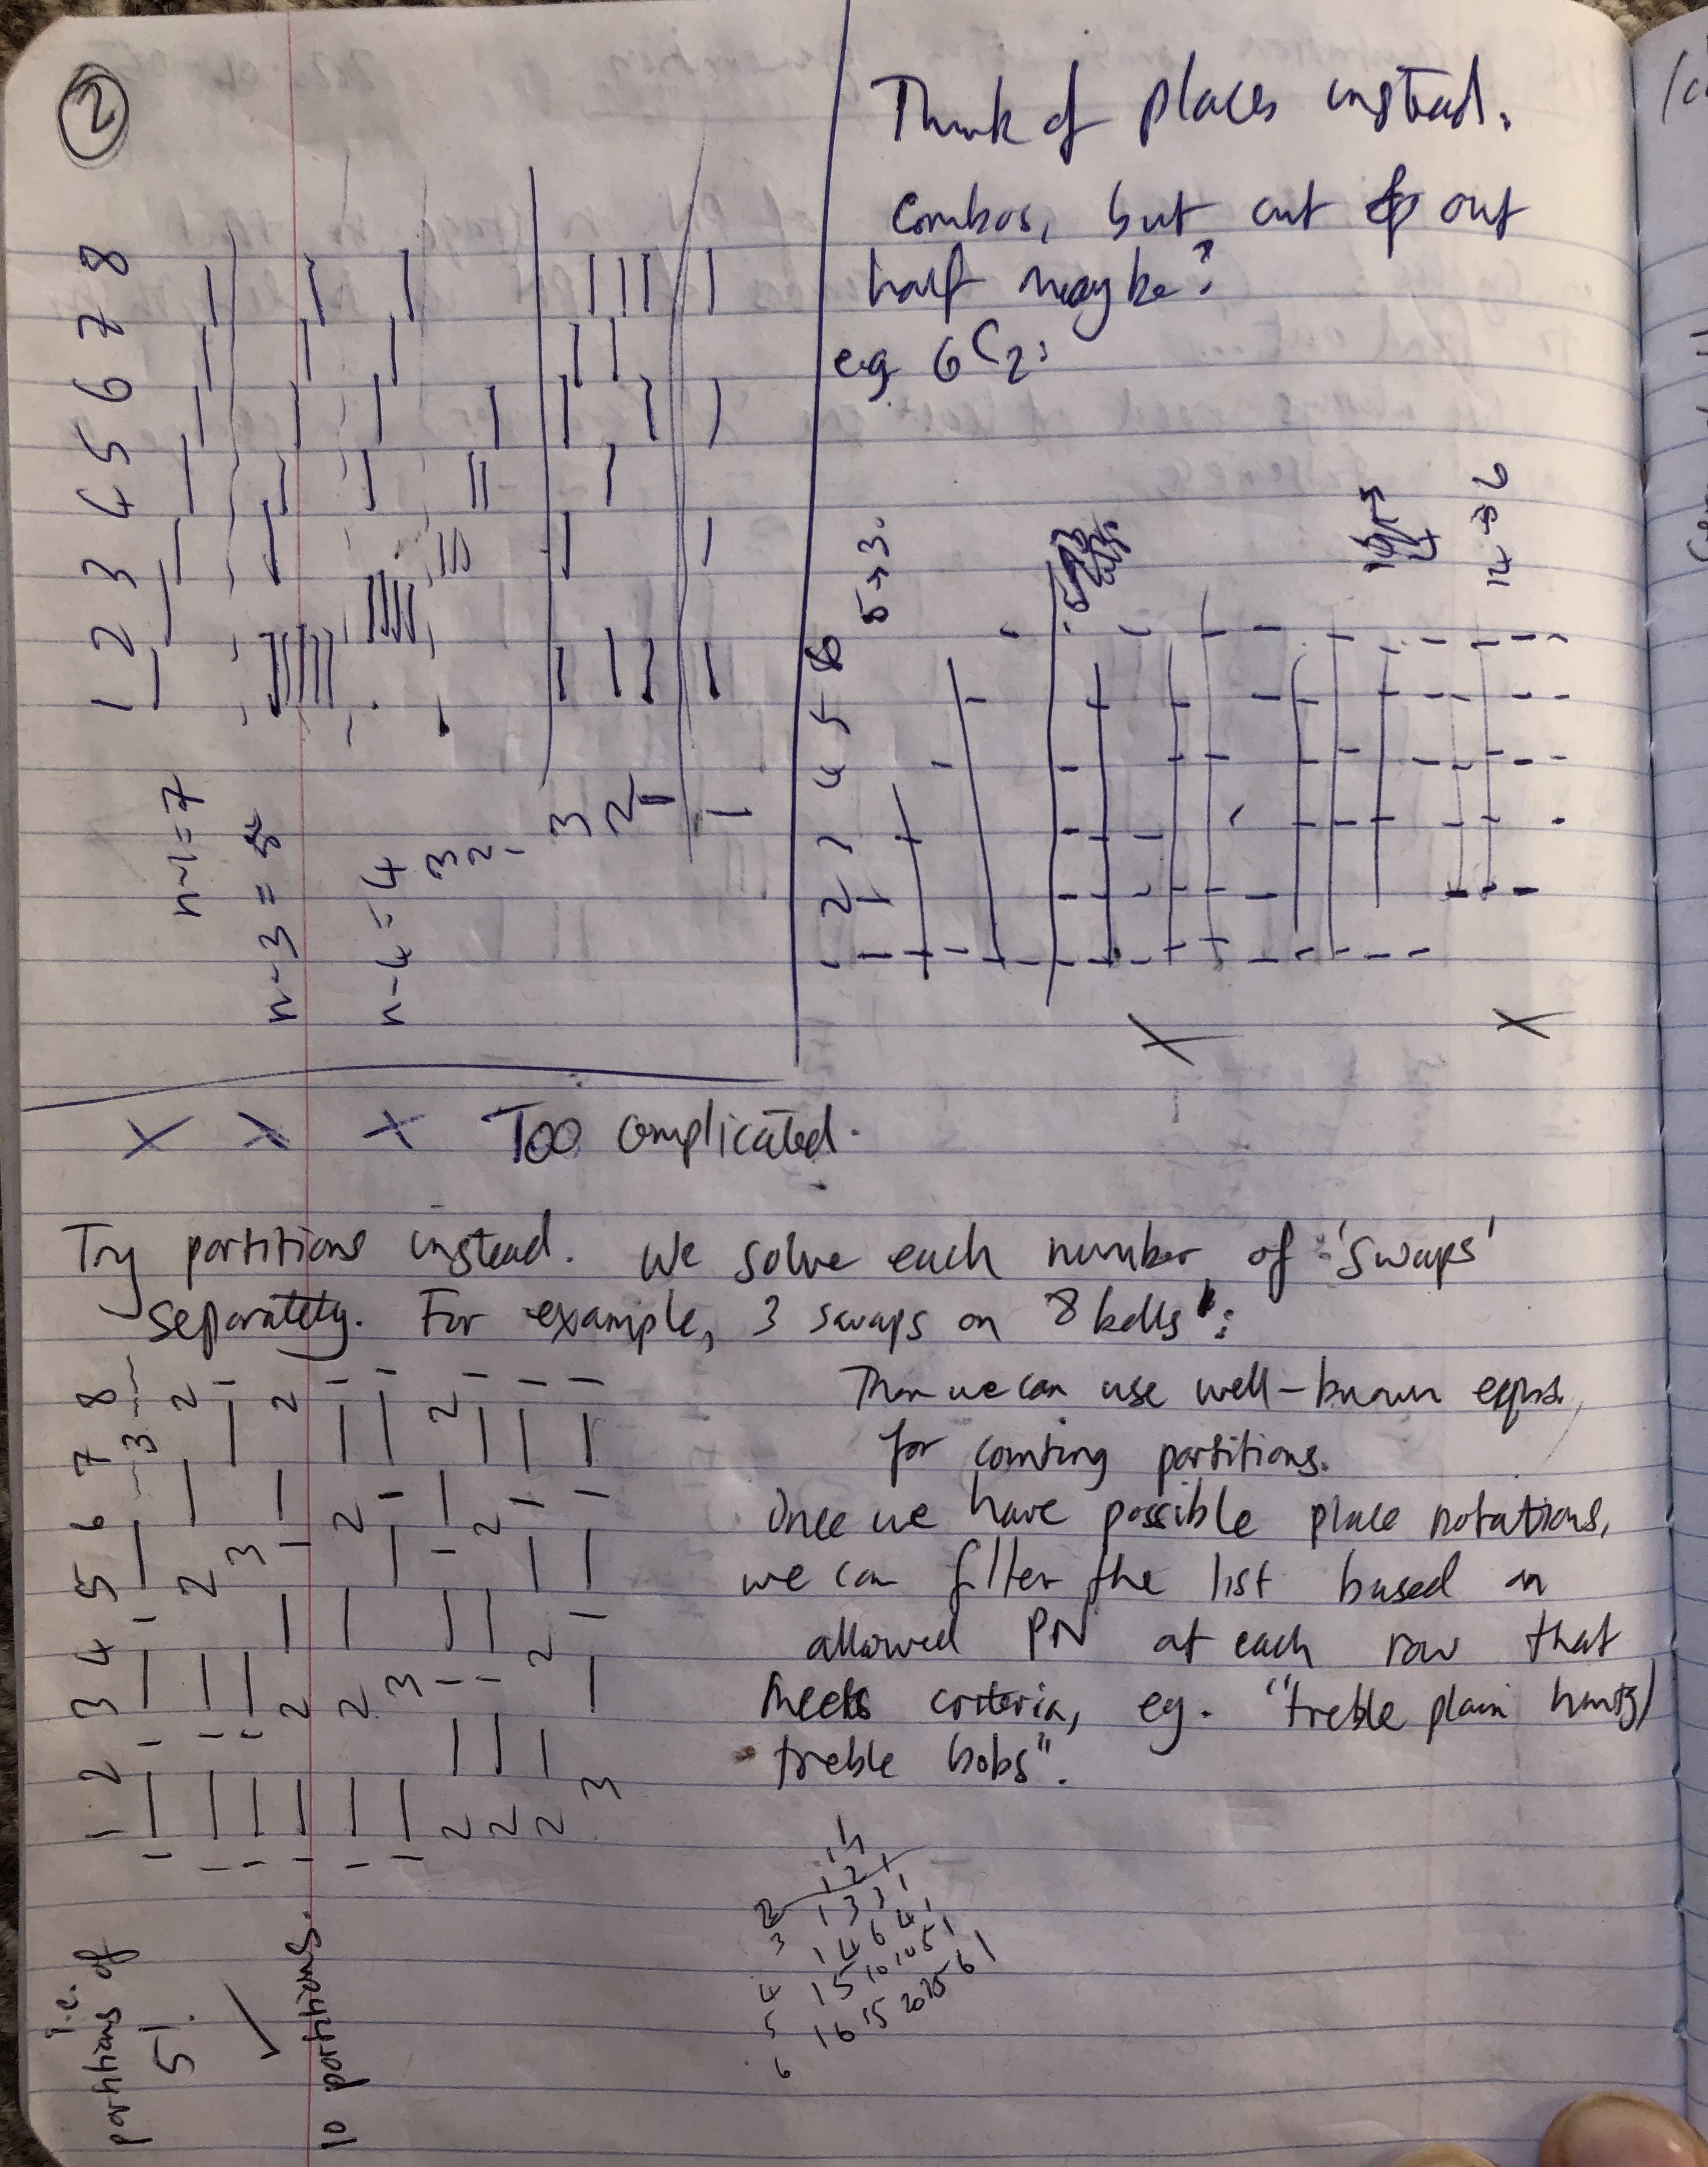 2
Think of places instead.
Combos, but cut out
half maybe?
eg 6C2:
1 2 3 4 5 6 7 8
n-1=7
n-3=5
n-4=4
3
2
1
3
2
1
1
1 2 3 4 5 6
5→3.
14→6
X X
X X X Too complicated.
Try partitions instead. We solve each number of 'swaps'
separately. For example, 3 swaps on 8 bells:
1 2 3 4 5 6 7 8
3
2 2
2 3 2
2 2
3
2 2
2 2
2 2
3
Then we can use well-known eqns.
for counting partitions.
Once we have possible place notations,
we can filter the list based on
allowed PN at each row that
meets criteria, eg. "treble plain hunts/
treble bobs".
i.e.
partitions of
5!.
✓
10 partitions.
1 1
1 2 1
2 1 3 3 1
3 1 4 6 4 1
4 1 5 10 10 5 1
5 1 6 15 20 15 6 1
6